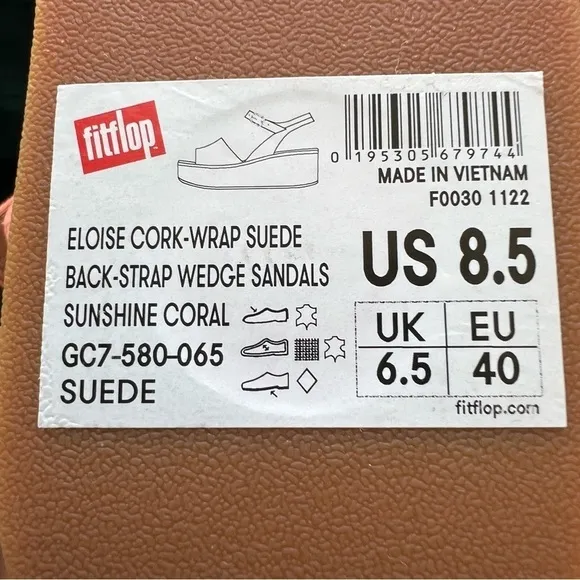 fitflop
0 195305 679744
MADE IN VIETNAM
F0030 1122
ELOISE CORK-WRAP SUEDE
BACK-STRAP WEDGE SANDALS
SUNSHINE CORAL
GC7-580-065
SUEDE
US 8.5
UK EU
6.5 40
fitflop.com